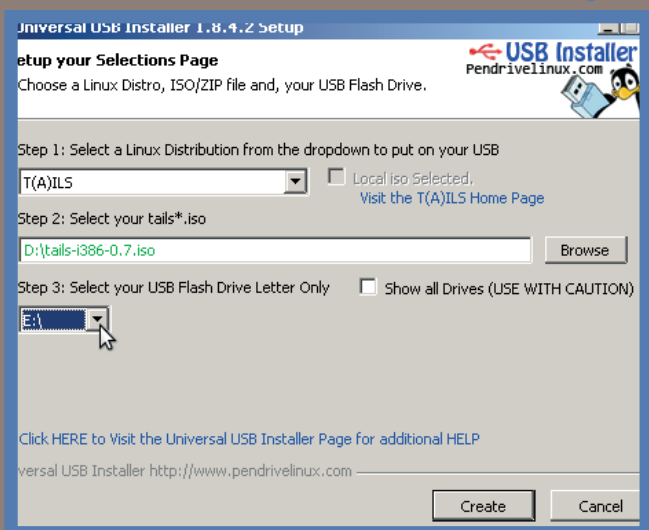 Universal USB Installer 1.8.4.2 Setup
etup your Selections Page
Choose a Linux Distro, ISO/ZIP file and, your USB Flash Drive.
USB Installer
Pendrivelinux.com
Step 1: Select a Linux Distribution from the dropdown to put on your USB
T(A)ILS
Local iso Selected.
Visit the T(A)ILS Home Page
Step 2: Select your tails*.iso
D:\tails-i386-0.7.iso
Browse
Step 3: Select your USB Flash Drive Letter Only
Show all Drives (USE WITH CAUTION)
E:\
Click HERE to Visit the Universal USB Installer Page for additional HELP
versal USB Installer http://www.pendrivelinux.com
Create
Cancel